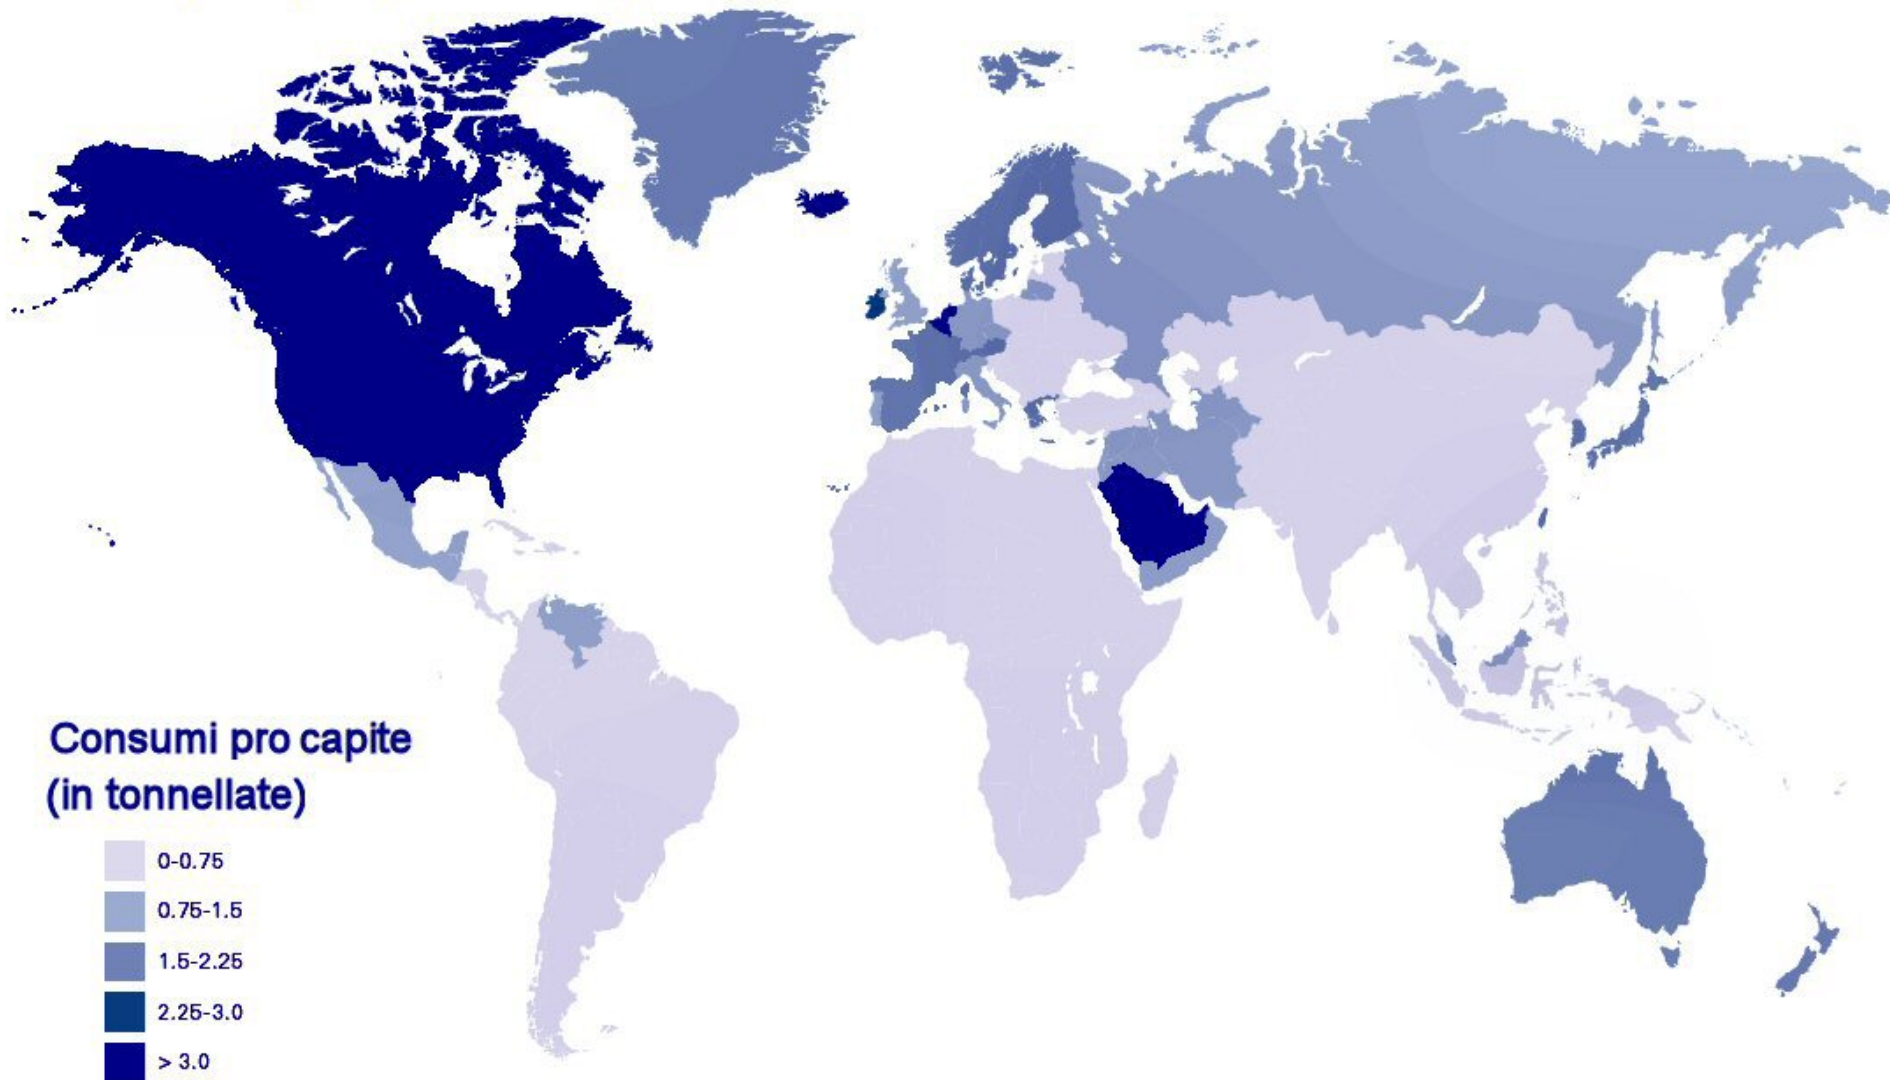 Consumi pro capite
(in tonnellate)
0-0.75
0.75-1.5
1.5-2.25
2.25-3.0
> 3.0